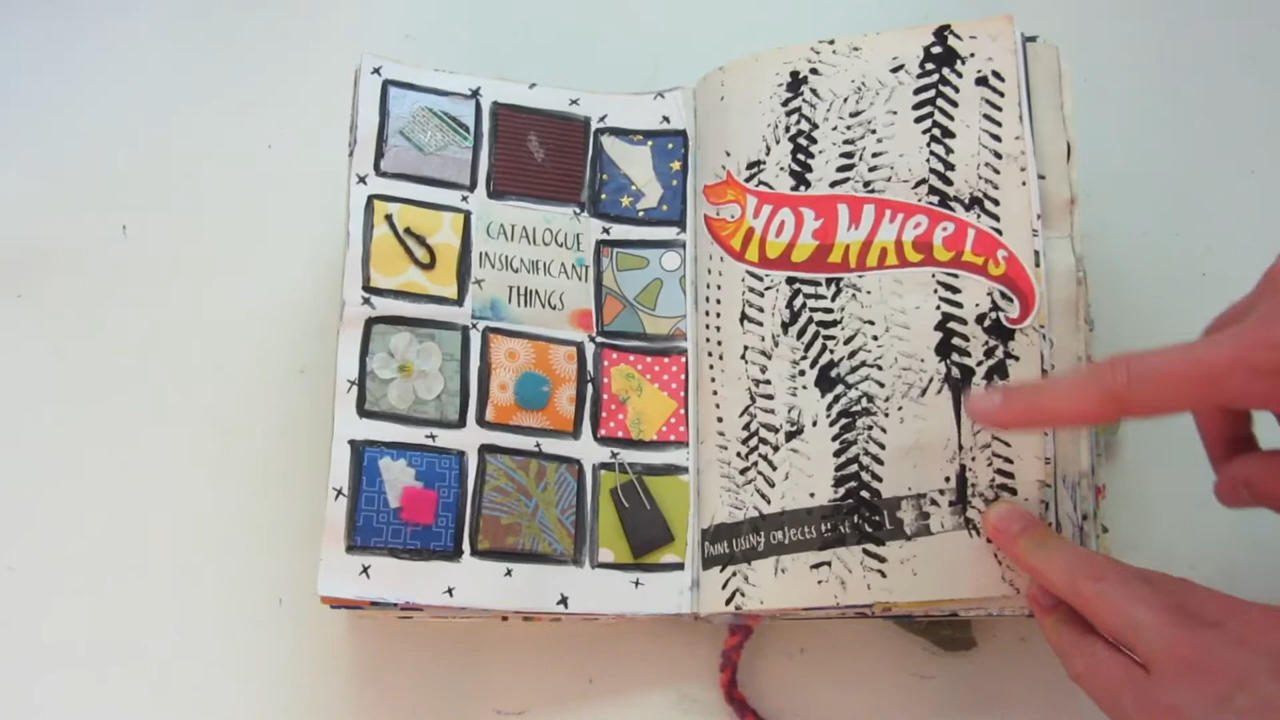 CATALOGUE
INSIGNIFICANT
THINGS
HOT WHEELS
PAINT USING OBJECTS THAT